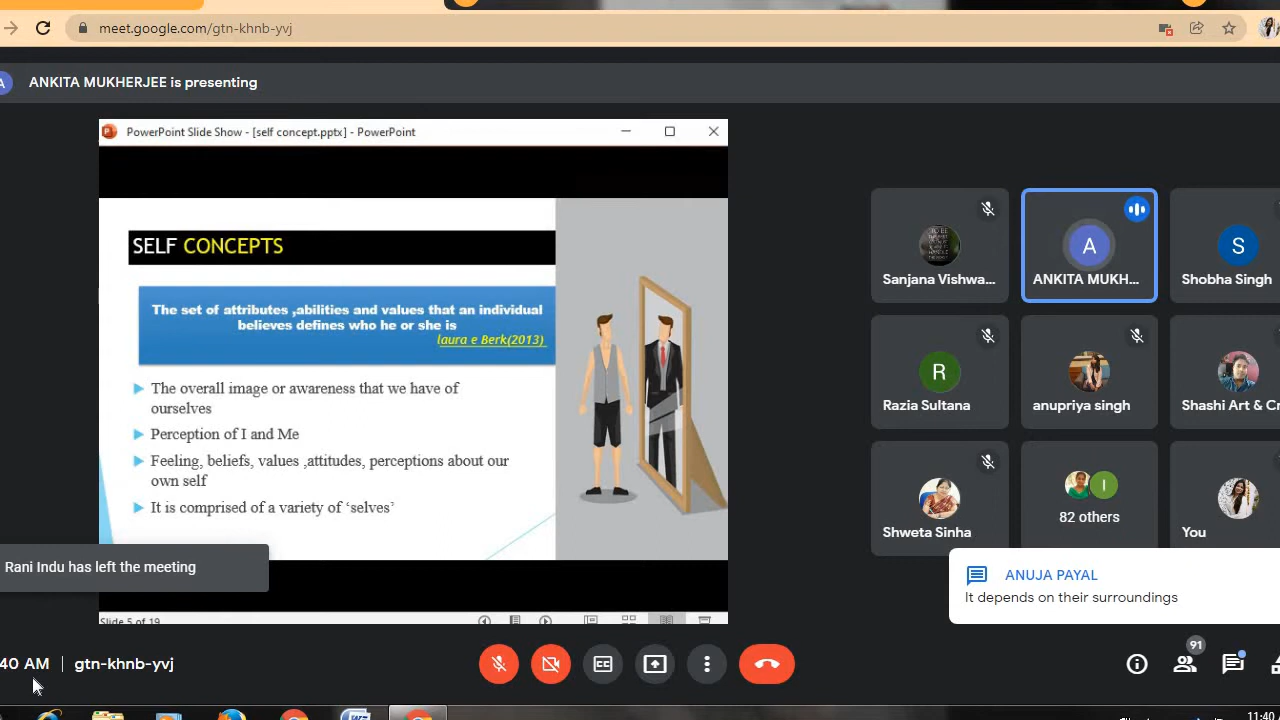 meet.google.com/gtn-khnb-yvj
A
ANKITA MUKHERJEE is presenting
PowerPoint Slide Show - [self concept.pptx] - PowerPoint
SELF CONCEPTS
The set of attributes ,abilities and values that an individual
believes defines who he or she is
laura e Berk(2013)
The overall image or awareness that we have of
ourselves
Perception of I and Me
Feeling, beliefs, values ,attitudes, perceptions about our
own self
It is comprised of a variety of ‘selves’
Slide 5 of 19
Rani Indu has left the meeting
Sanjana Vishwa...
A
ANKITA MUKH...
S
Shobha Singh
R
Razia Sultana
anupriya singh
Shashi Art & Cr
Shweta Sinha
I
82 others
You
ANUJA PAYAL
It depends on their surroundings
40 AM
gtn-khnb-yvj
CC
91
11:40